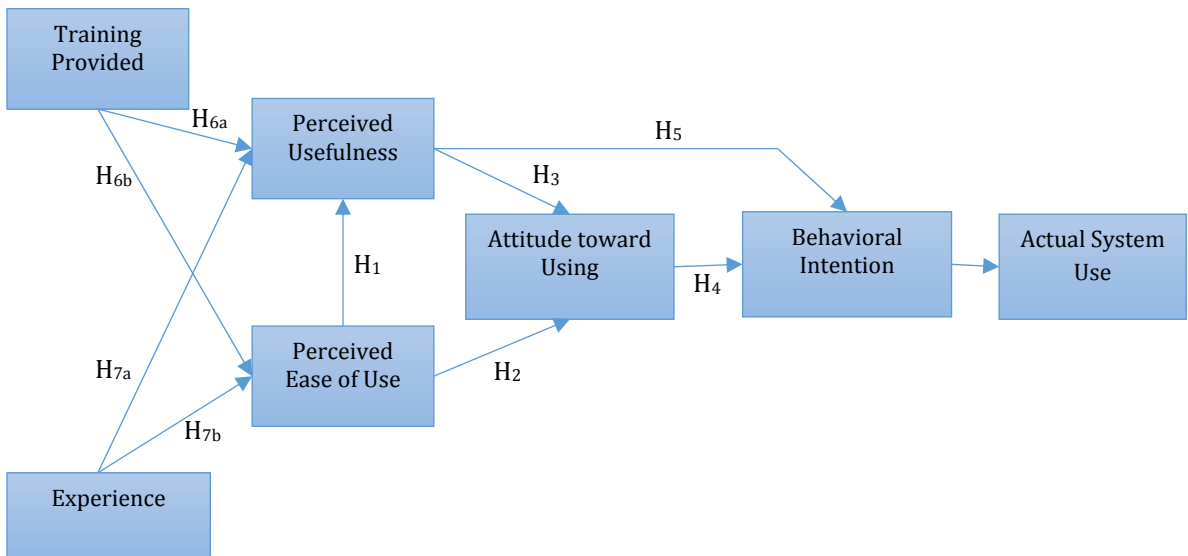 Training
Provided
H6a
Perceived
Usefulness
H5
H6b
H3
Attitude toward
Using
Behavioral
Intention
Actual System
Use
H1
H4
Perceived
Ease of Use
H7a
H2
H7b
Experience